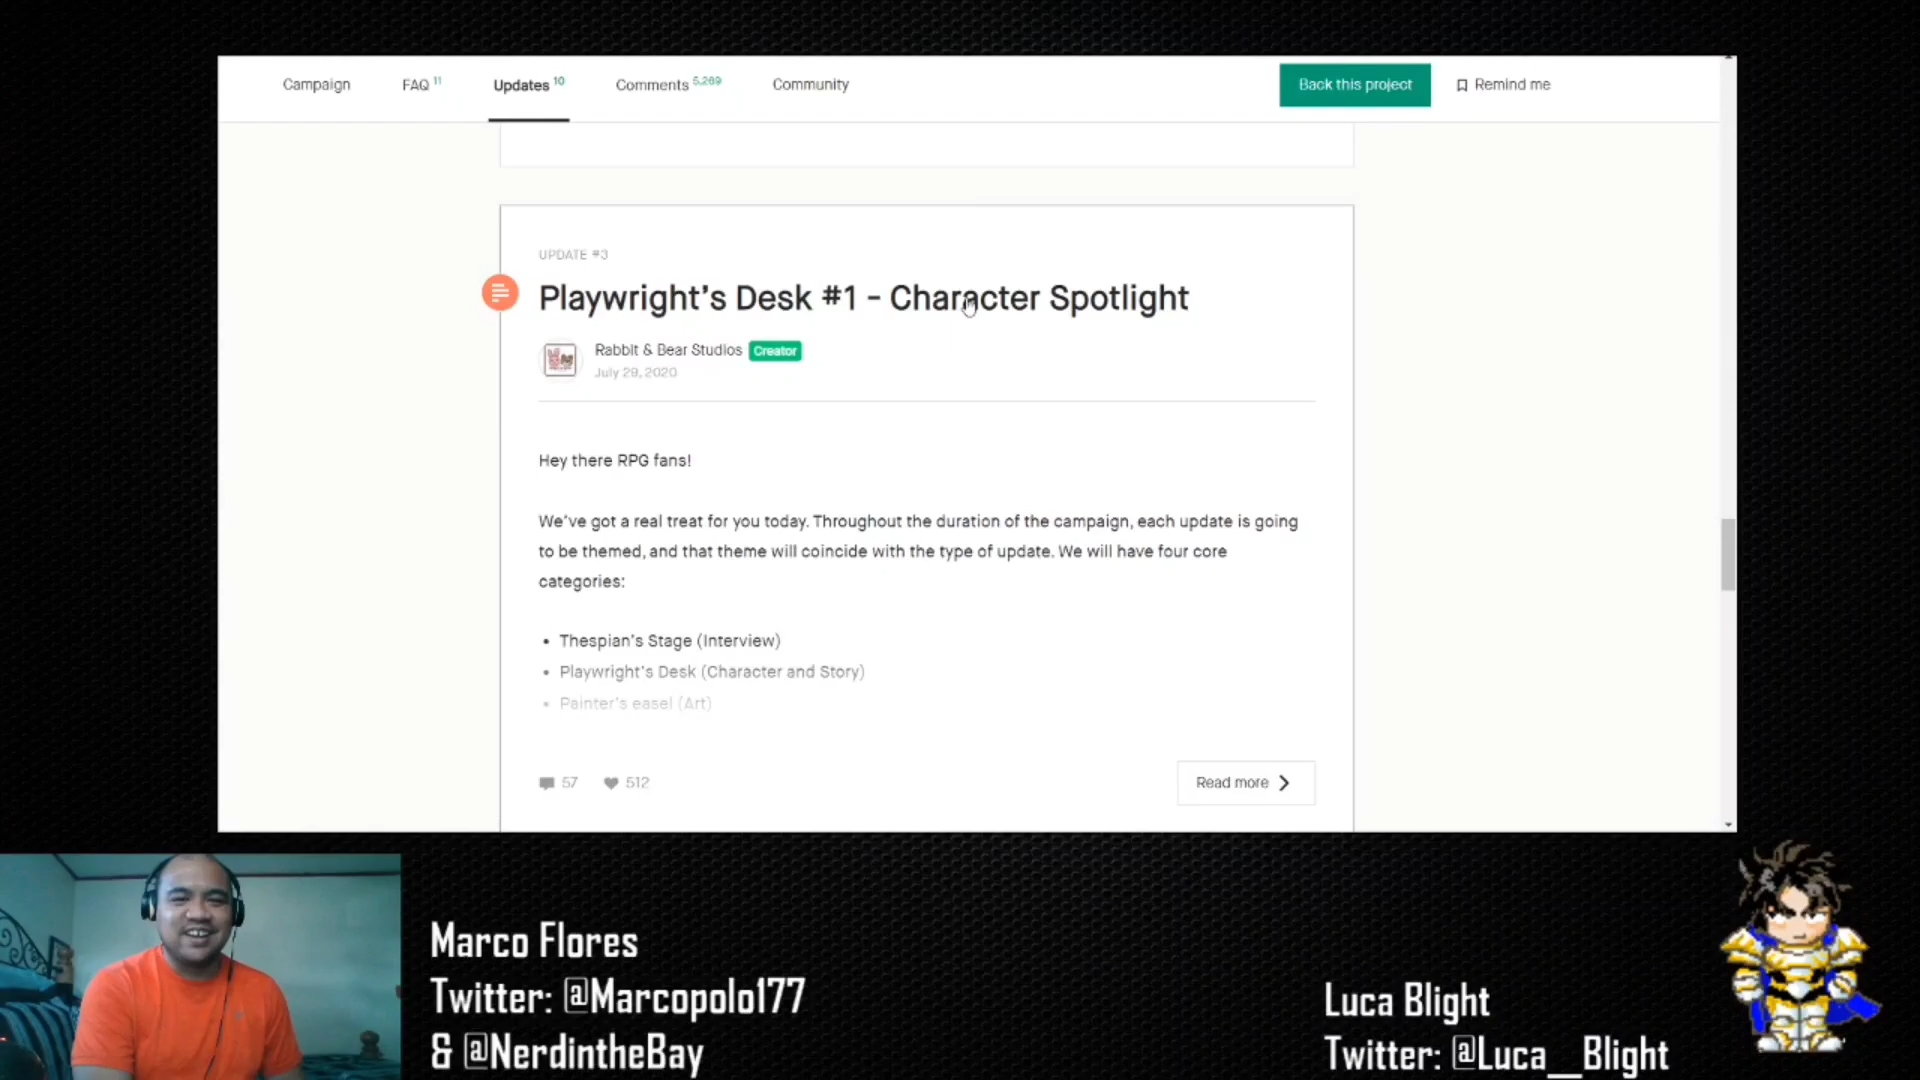 Campaign
FAQ 11
Updates 10
Comments 5,269
Community
Back this project
Remind me
UPDATE #3
Playwright's Desk #1 - Character Spotlight
Rabbit & Bear Studios Creator
July 29, 2020
Hey there RPG fans!
We've got a real treat for you today. Throughout the duration of the campaign, each update is going
to be themed, and that theme will coincide with the type of update. We will have four core
categories:
• Thespian's Stage (Interview)
• Playwright's Desk (Character and Story)
• Painter's easel (Art)
57 512
Read more
Marco Flores
Twitter: @Marcopolo177
& @NerdintheBay
Luca Blight
Twitter: @Luca__Blight